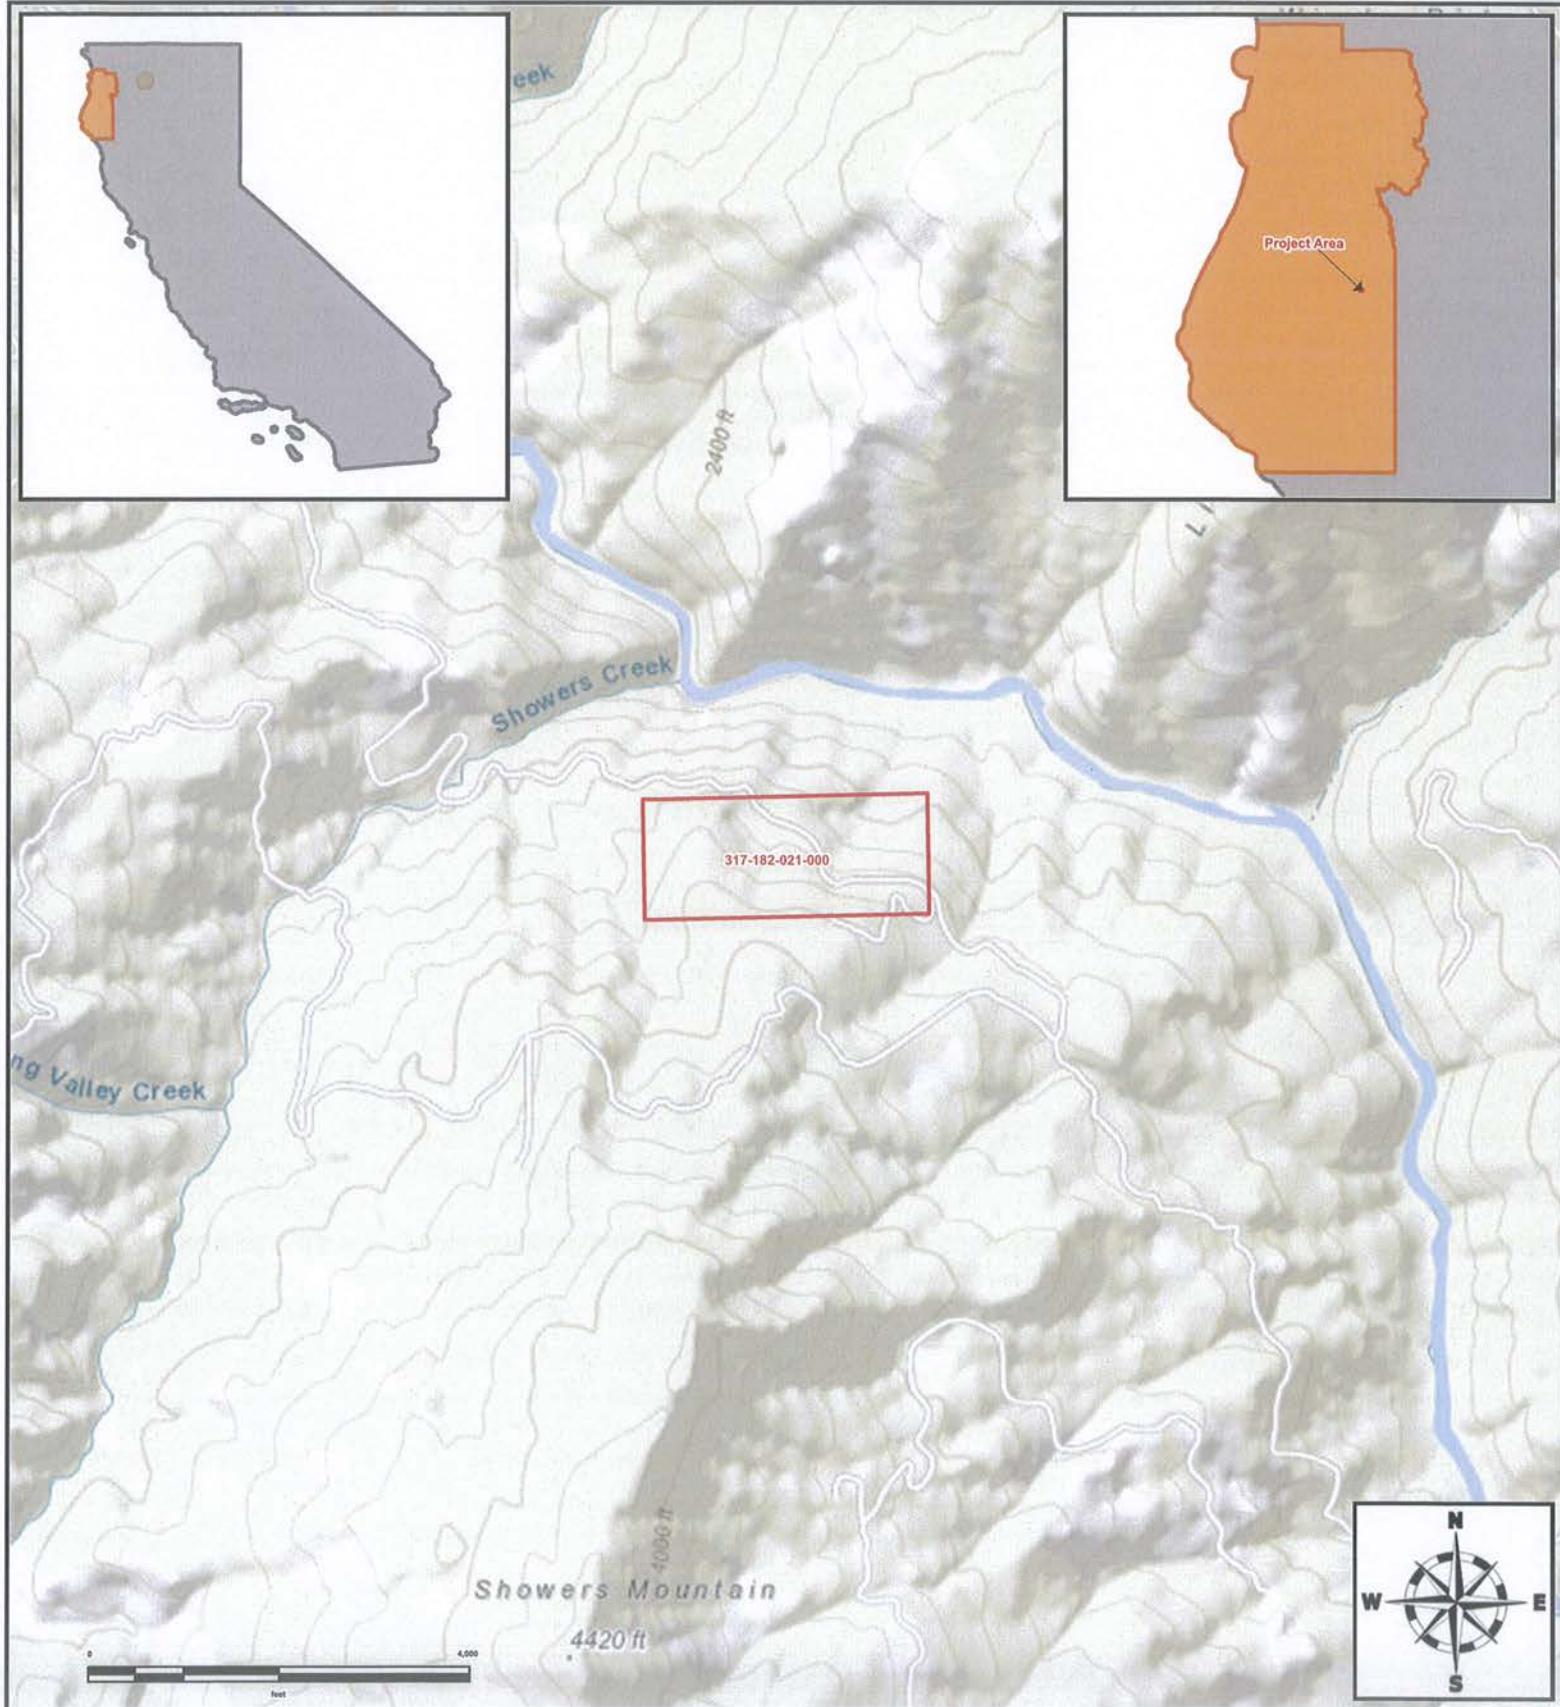 eek
Project Area
2400 ft
Showers Creek
317-182-021-000
ng Valley Creek
4000 ft
Showers Mountain
4420 ft
0 4,000
feet
N
W E
S